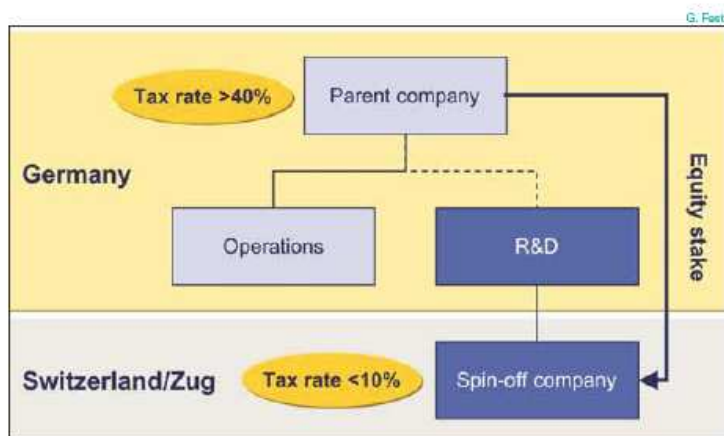 G. Fest
Tax rate >40%
Parent company
Germany
Operations
R&D
Equity stake
Switzerland/Zug
Tax rate <10%
Spin-off company